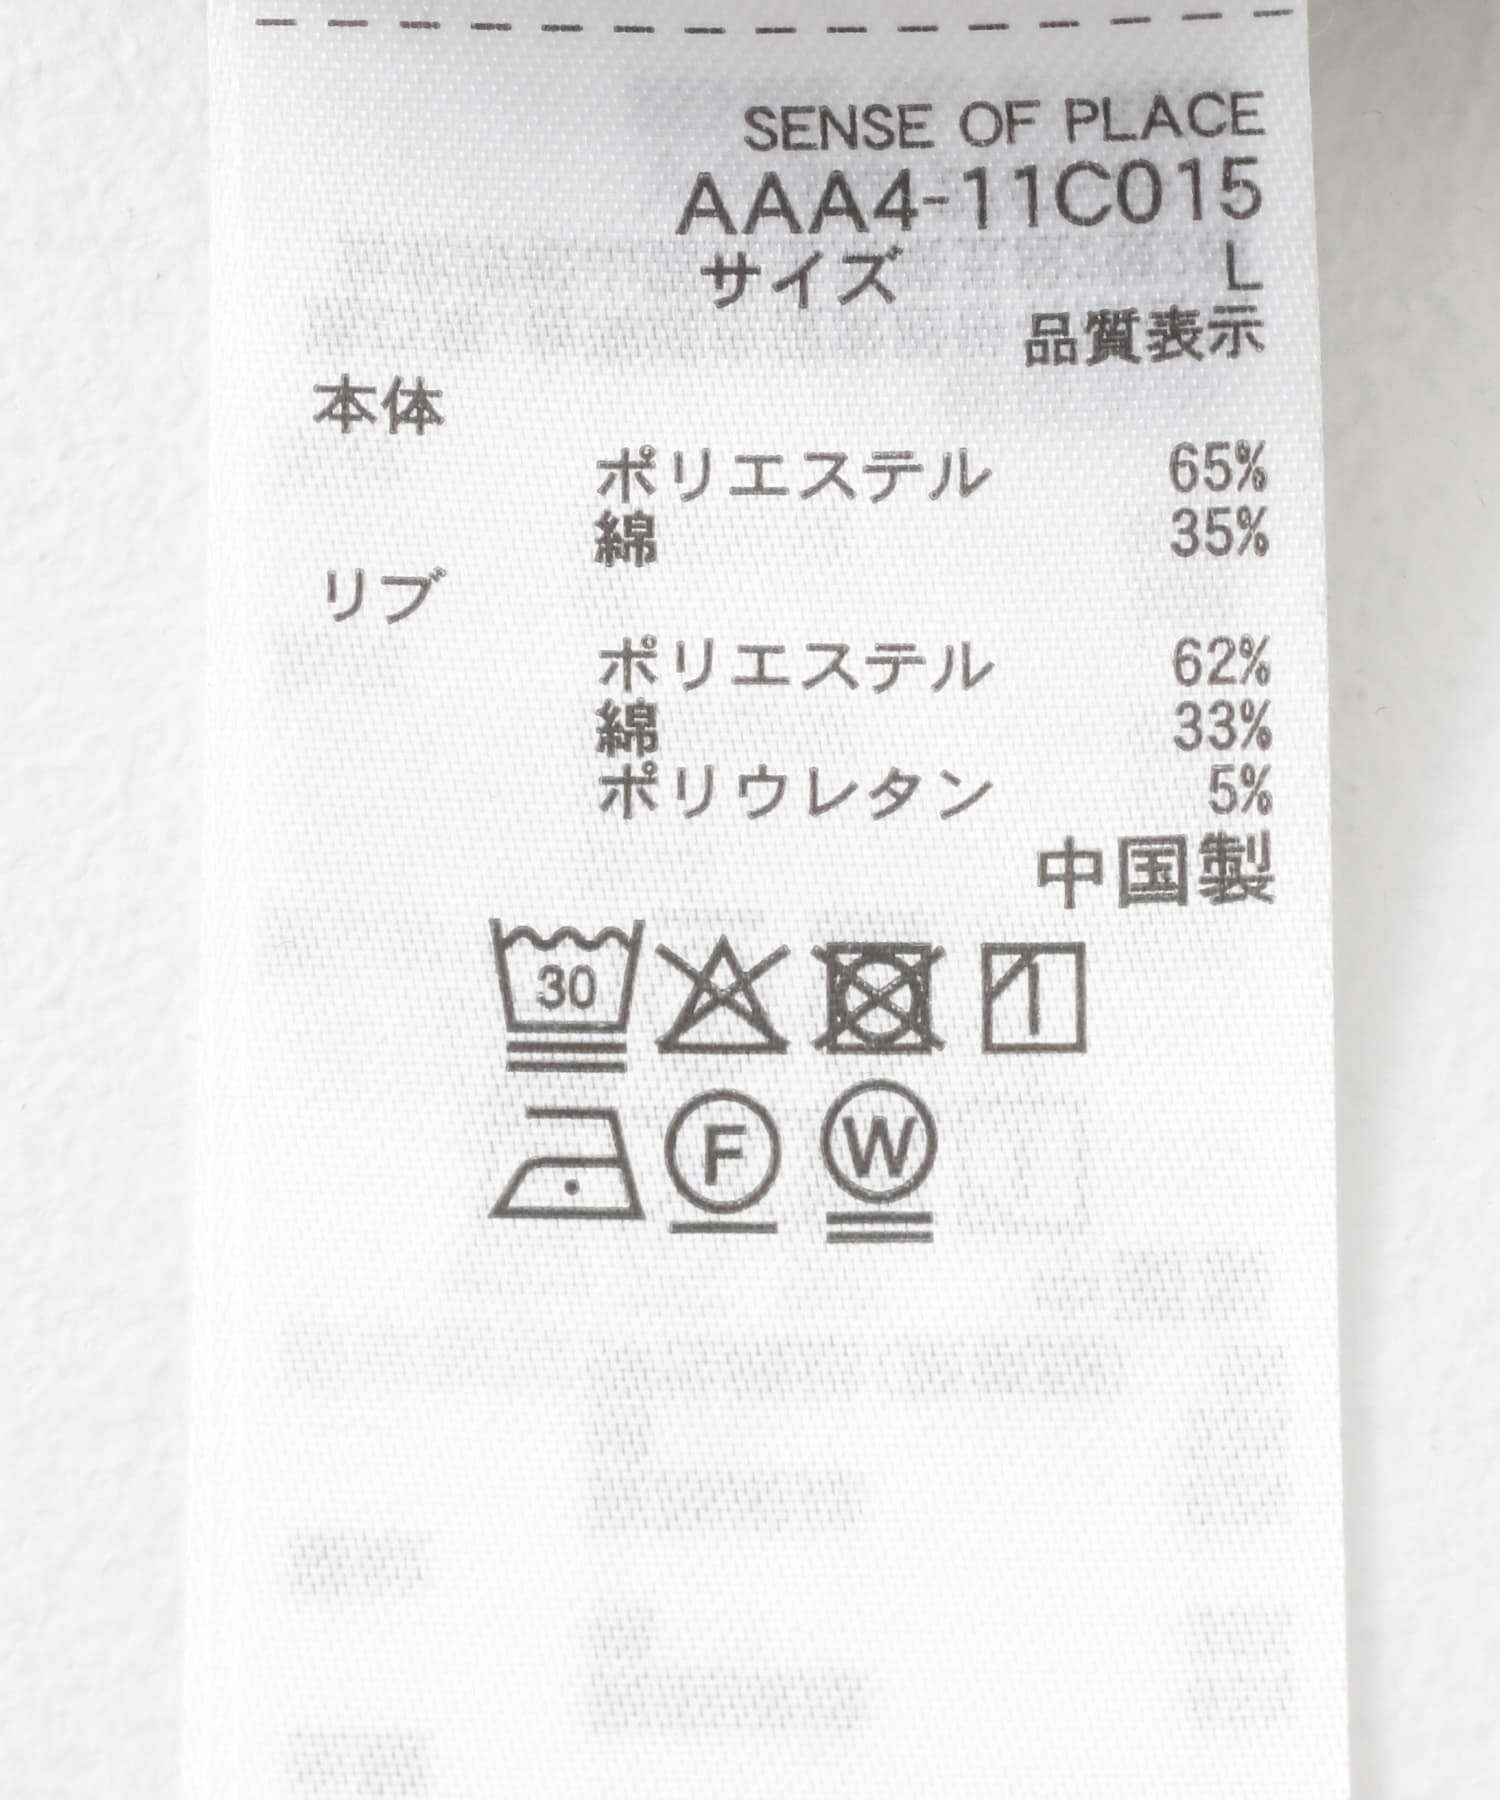 SENSE OF PLACE
AAA4-11C015
サイズ L
品質表示
本体
ポリエステル 65%
綿 35%
リブ
ポリエステル 62%
綿 33%
ポリウレタン 5%
中国製
30
F W